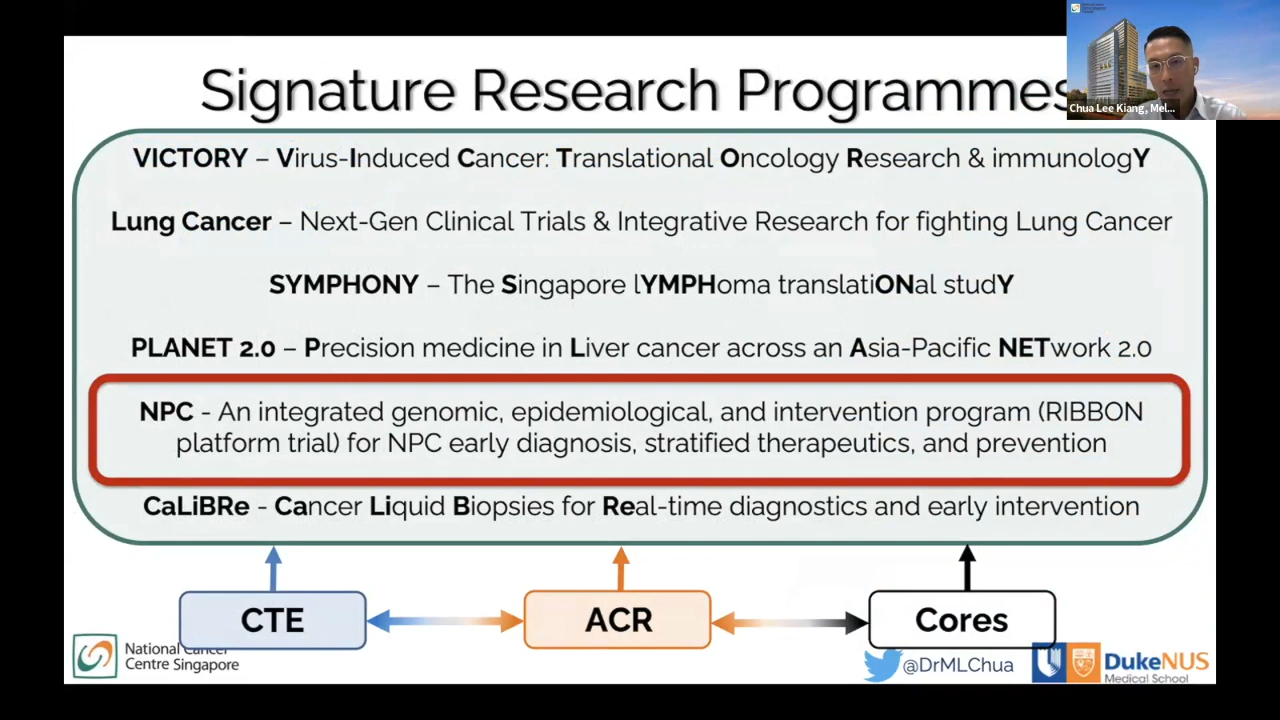 Signature Research Programmes
Chua Lee Kiang, Mel...
VICTORY – Virus-Induced Cancer: Translational Oncology Research & immunologY
Lung Cancer – Next-Gen Clinical Trials & Integrative Research for fighting Lung Cancer
SYMPHONY – The Singapore lYMPHoma translatiONal studY
PLANET 2.0 – Precision medicine in Liver cancer across an Asia-Pacific NETwork 2.0
NPC - An integrated genomic, epidemiological, and intervention program (RIBBON
platform trial) for NPC early diagnosis, stratified therapeutics, and prevention
CaLiBRe - Cancer Liquid Biopsies for Real-time diagnostics and early intervention
CTE
ACR
Cores
National Cancer
Centre Singapore
@DrMLChua
DukeNUS
Medical School